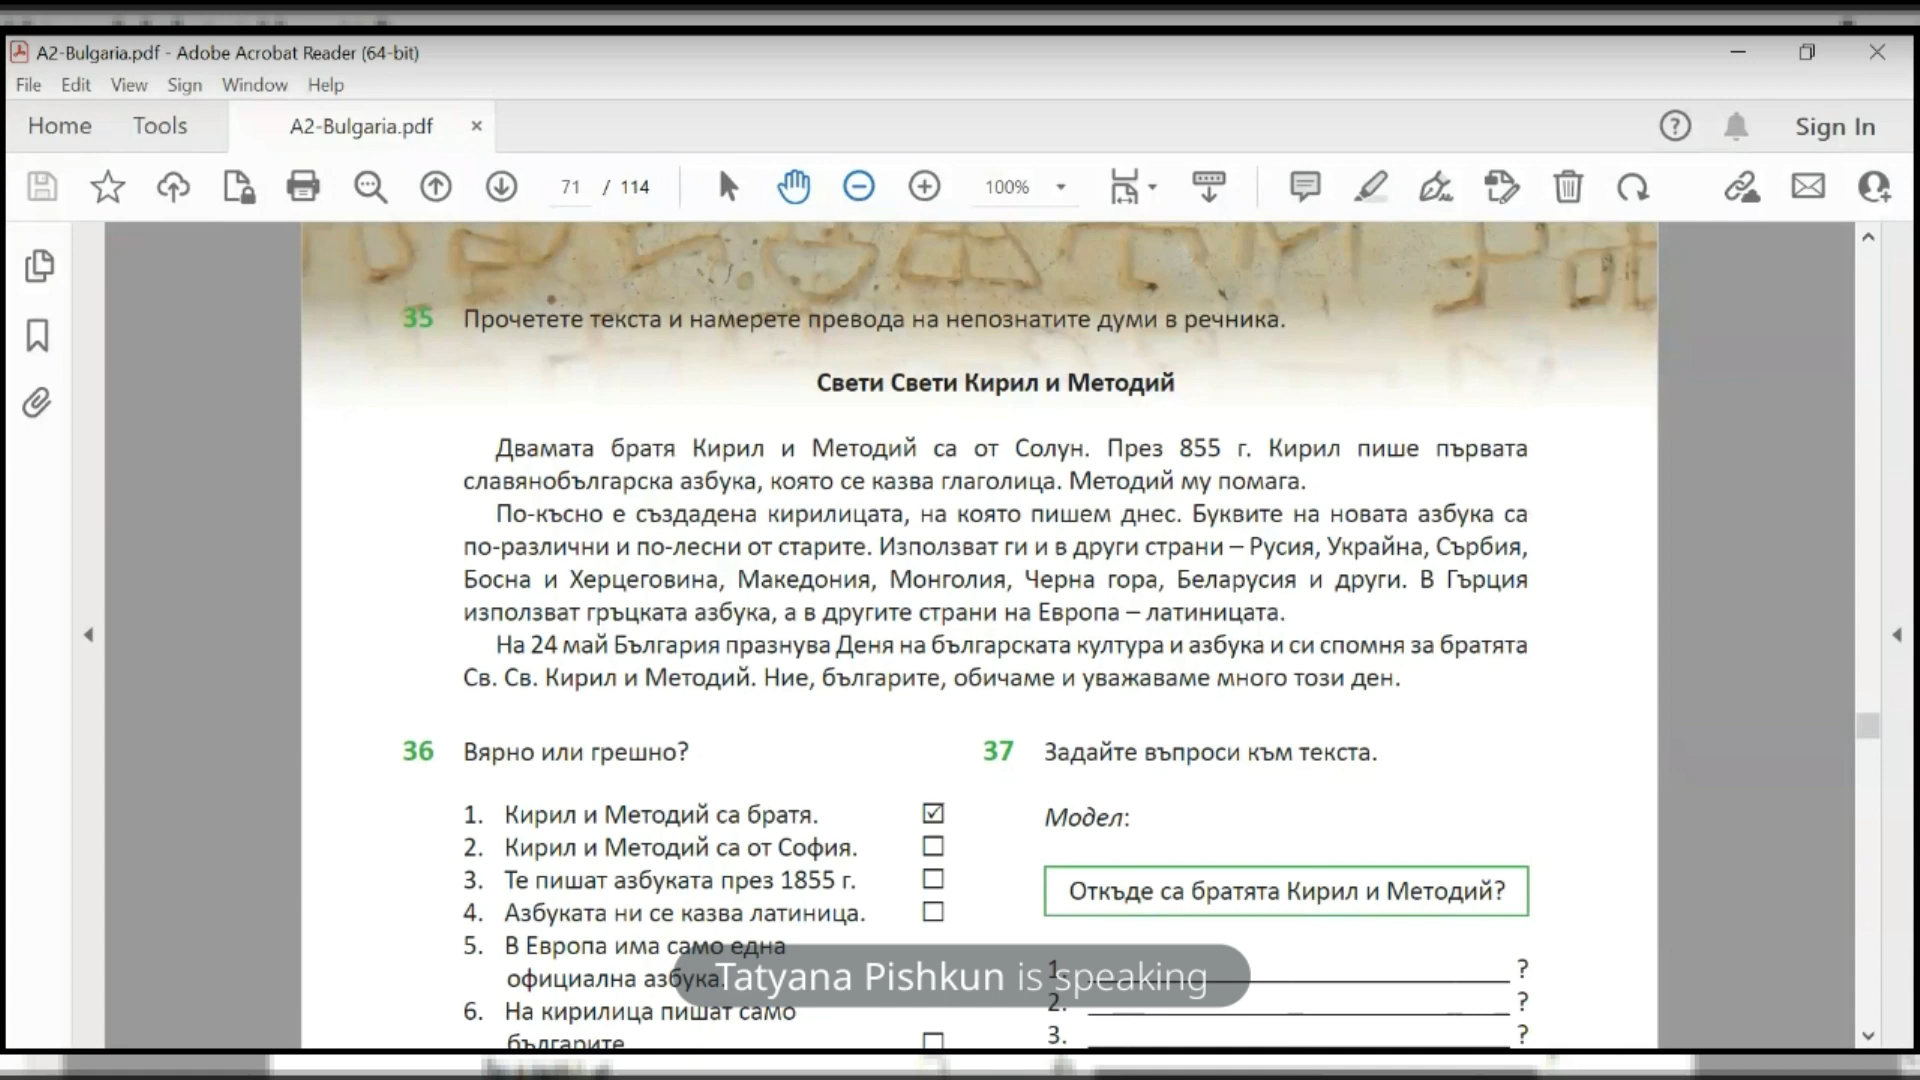 A2-Bulgaria.pdf - Adobe Acrobat Reader (64-bit)
File Edit View Sign Window Help
Home Tools A2-Bulgaria.pdf × Sign In
71 / 114 100%
35 Прочетете текста и намерете превода на непознатите думи в речника.
Свети Свети Кирил и Методий
Двамата братя Кирил и Методий са от Солун. През 855 г. Кирил пише първата
славянобългарска азбука, която се казва глаголица. Методий му помага.
По-късно е създадена кирилицата, на която пишем днес. Буквите на новата азбука са
по-различни и по-лесни от старите. Използват ги и в други страни – Русия, Украйна, Сърбия,
Босна и Херцеговина, Македония, Монголия, Черна гора, Беларусия и други. В Гърция
използват гръцката азбука, а в другите страни на Европа – латиницата.
На 24 май България празнува Деня на българската култура и азбука и си спомня за братята
Св. Св. Кирил и Методий. Ние, българите, обичаме и уважаваме много този ден.
36 Вярно или грешно?
1. Кирил и Методий са братя.
2. Кирил и Методий са от София.
3. Те пишат азбуката през 1855 г.
4. Азбуката ни се казва латиница.
5. В Европа има само една
официална азбука.
6. На кирилица пишат само
българите
37 Задайте въпроси към текста.
Модел:
Откъде са братята Кирил и Методий?
1. ?
2. ?
3. ?
Tatyana Pishkun is speaking